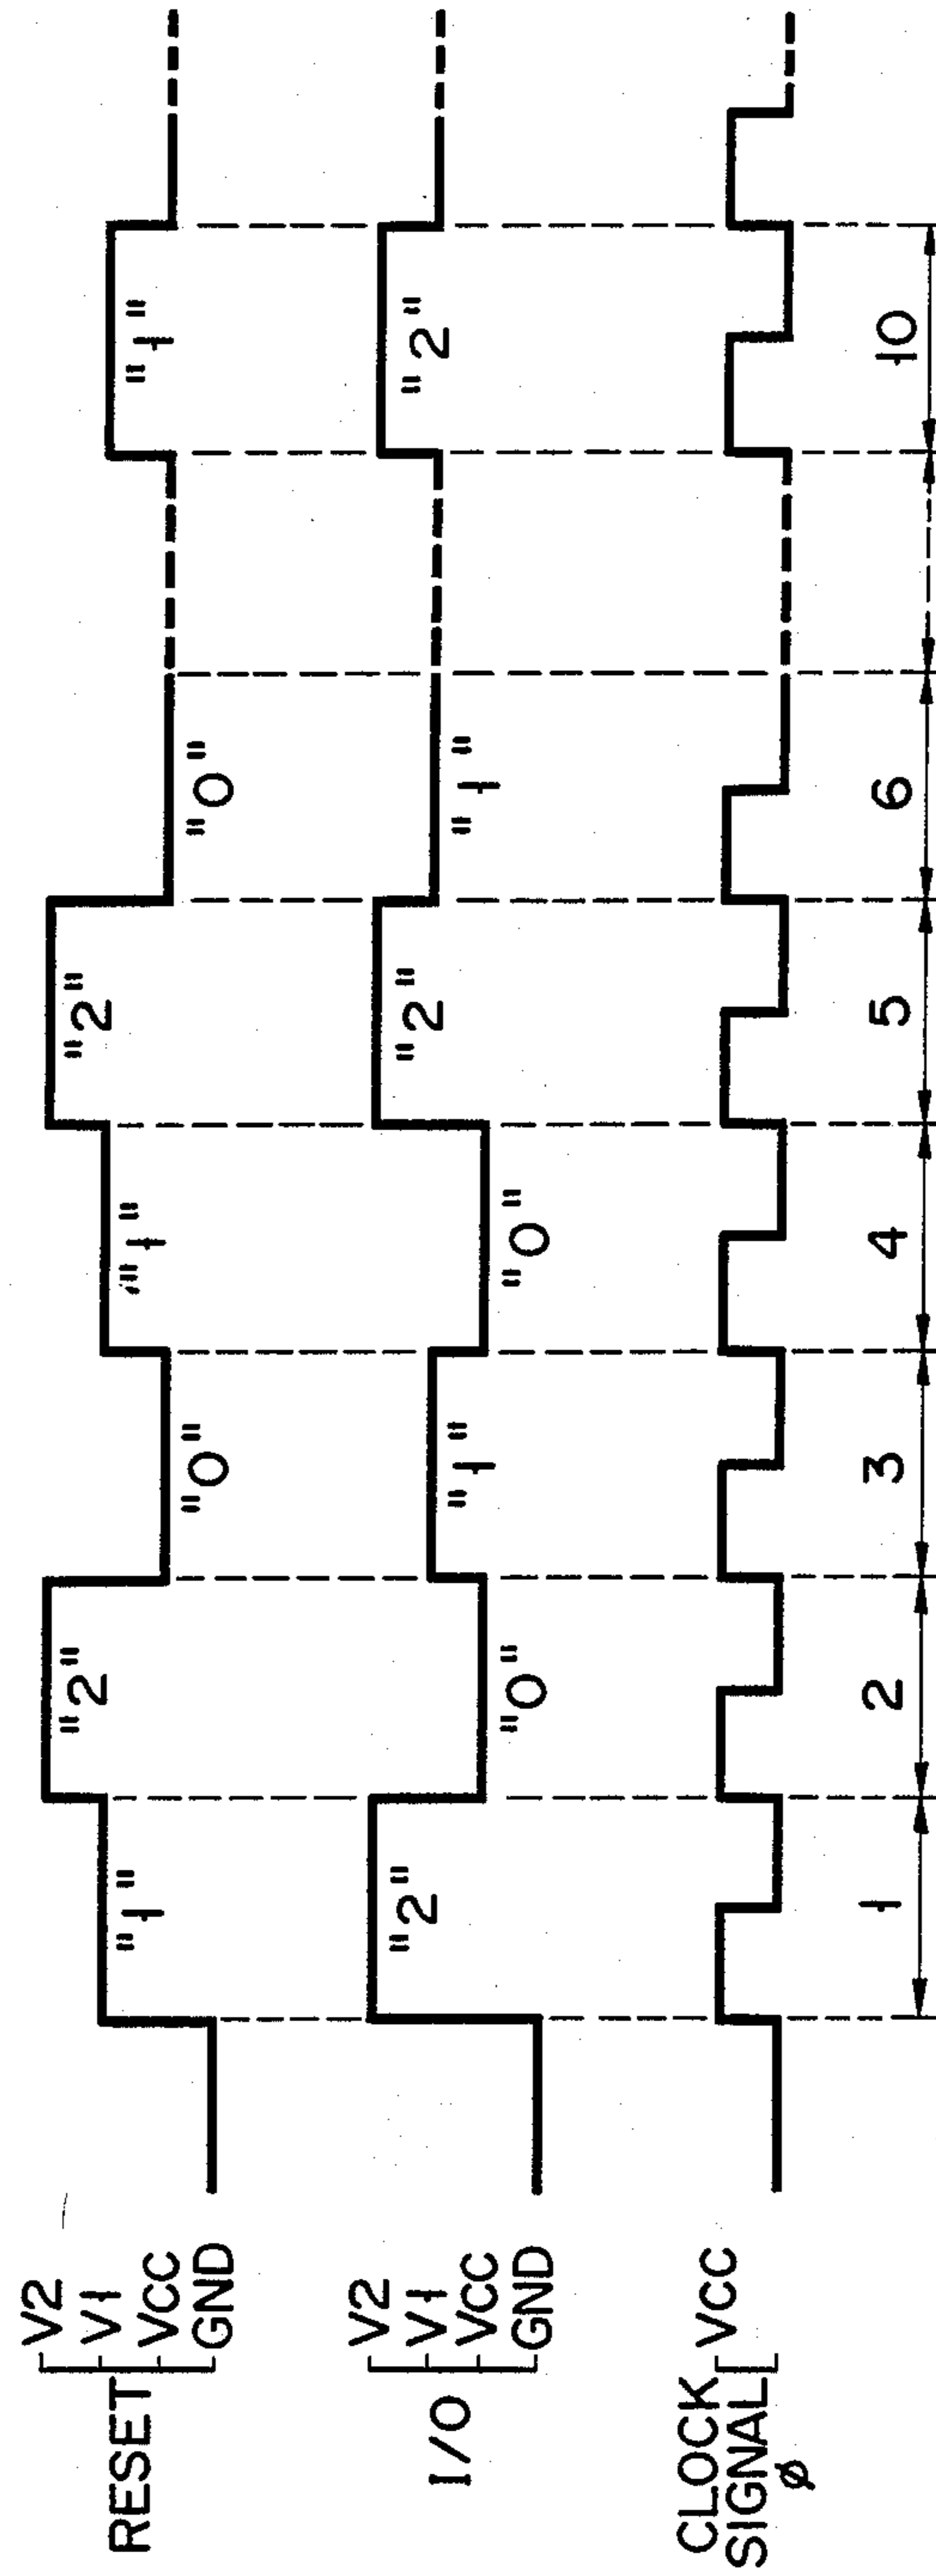 RESET
V2
V1
VCC
GND
"1" "2" "0" "1" "2" "0" "1"
I/O
V2
V1
VCC
GND
"2" "0" "1" "0" "2" "1" "2"
CLOCK
SIGNAL
ø
VCC
1 2 3 4 5 6 10